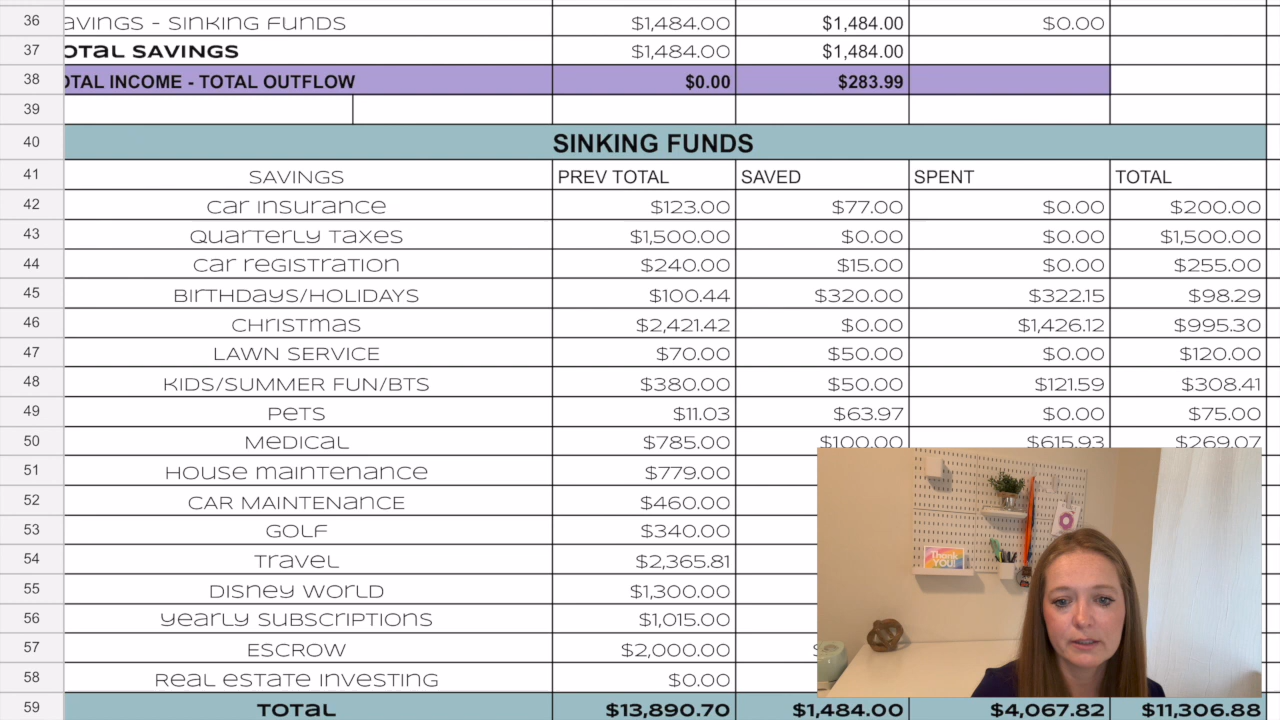 36 avings - Sinking Funds $1,484.00 $1,484.00 $0.00
37 OTAL SAVINGS $1,484.00 $1,484.00
38 OTAL INCOME - TOTAL OUTFLOW $0.00 $283.99
39
40 SINKING FUNDS
41 SAVINGS PREV TOTAL SAVED SPENT TOTAL
42 Car Insurance $123.00 $77.00 $0.00 $200.00
43 Quarterly Taxes $1,500.00 $0.00 $0.00 $1,500.00
44 Car Registration $240.00 $15.00 $0.00 $255.00
45 Birthdays/HOLIDAYS $100.44 $320.00 $322.15 $98.29
46 Christmas $2,421.42 $0.00 $1,426.12 $995.30
47 LAWN SERVICE $70.00 $50.00 $0.00 $120.00
48 KIDS/SUMMER FUN/BTS $380.00 $50.00 $121.59 $308.41
49 Pets $11.03 $63.97 $0.00 $75.00
50 Medical $785.00 $100.00 $615.93 $269.07
51 House Maintenance $779.00
52 CAR MAINTENANCE $460.00
53 GOLF $340.00
54 Travel $2,365.81
55 Disney World $1,300.00
56 Yearly Subscriptions $1,015.00
57 ESCROW $2,000.00
58 Real Estate Investing $0.00
59 Total $13,890.70 $1,484.00 $4,067.82 $11,306.88
Thank
You!